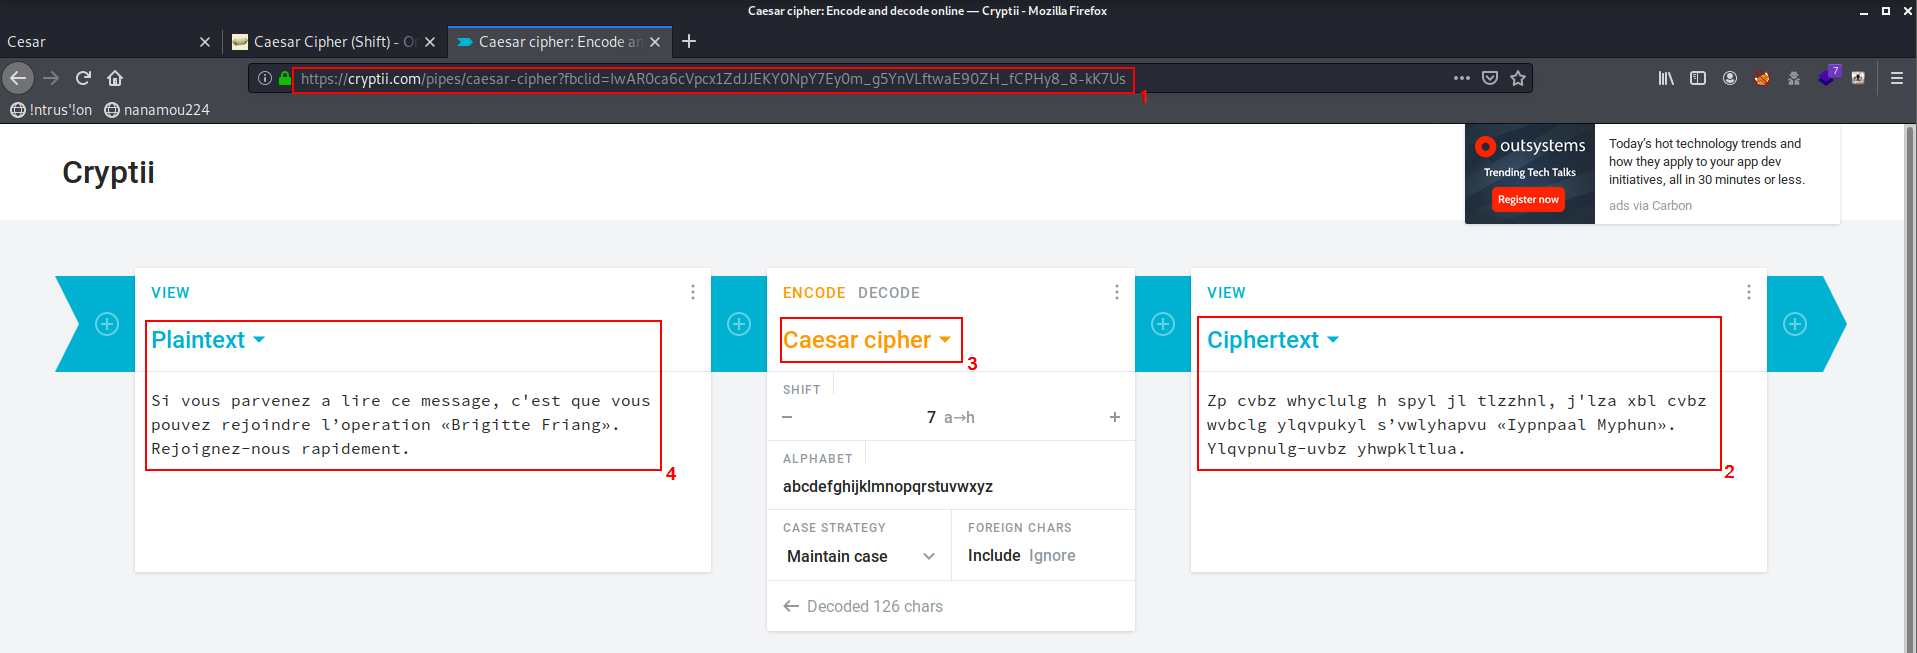 Caesar cipher: Encode and decode online — Cryptii - Mozilla Firefox
Cesar
Caesar Cipher (Shift) - O
Caesar cipher: Encode an
https://cryptii.com/pipes/caesar-cipher?fbclid=IwAR0ca6cVpcx1ZdJJEKY0NpY7Ey0m_g5YnVLftwaE90ZH_fCPHy8_8-kK7Us
1
7
!ntrus'!on
nanamou224
Cryptii
outsystems
Trending Tech Talks
Register now
Today's hot technology trends and
how they apply to your app dev
initiatives, all in 30 minutes or less.
ads via Carbon
VIEW
Plaintext
Si vous parvenez a lire ce message, c'est que vous
pouvez rejoindre l’operation «Brigitte Friang».
Rejoignez-nous rapidement.
4
ENCODE DECODE
Caesar cipher
3
SHIFT
− 7 a→h +
ALPHABET
abcdefghijklmnopqrstuvwxyz
CASE STRATEGY
Maintain case
FOREIGN CHARS
Include Ignore
← Decoded 126 chars
VIEW
Ciphertext
Zp cvbz whyclulg h spyl jl tlzzhnl, j'lza xbl cvbz
wvbclg ylqvpukyl s’vwlyhapvu «Iypnpaal Myphun».
Ylqvpnulg-uvbz yhwpkltlua.
2